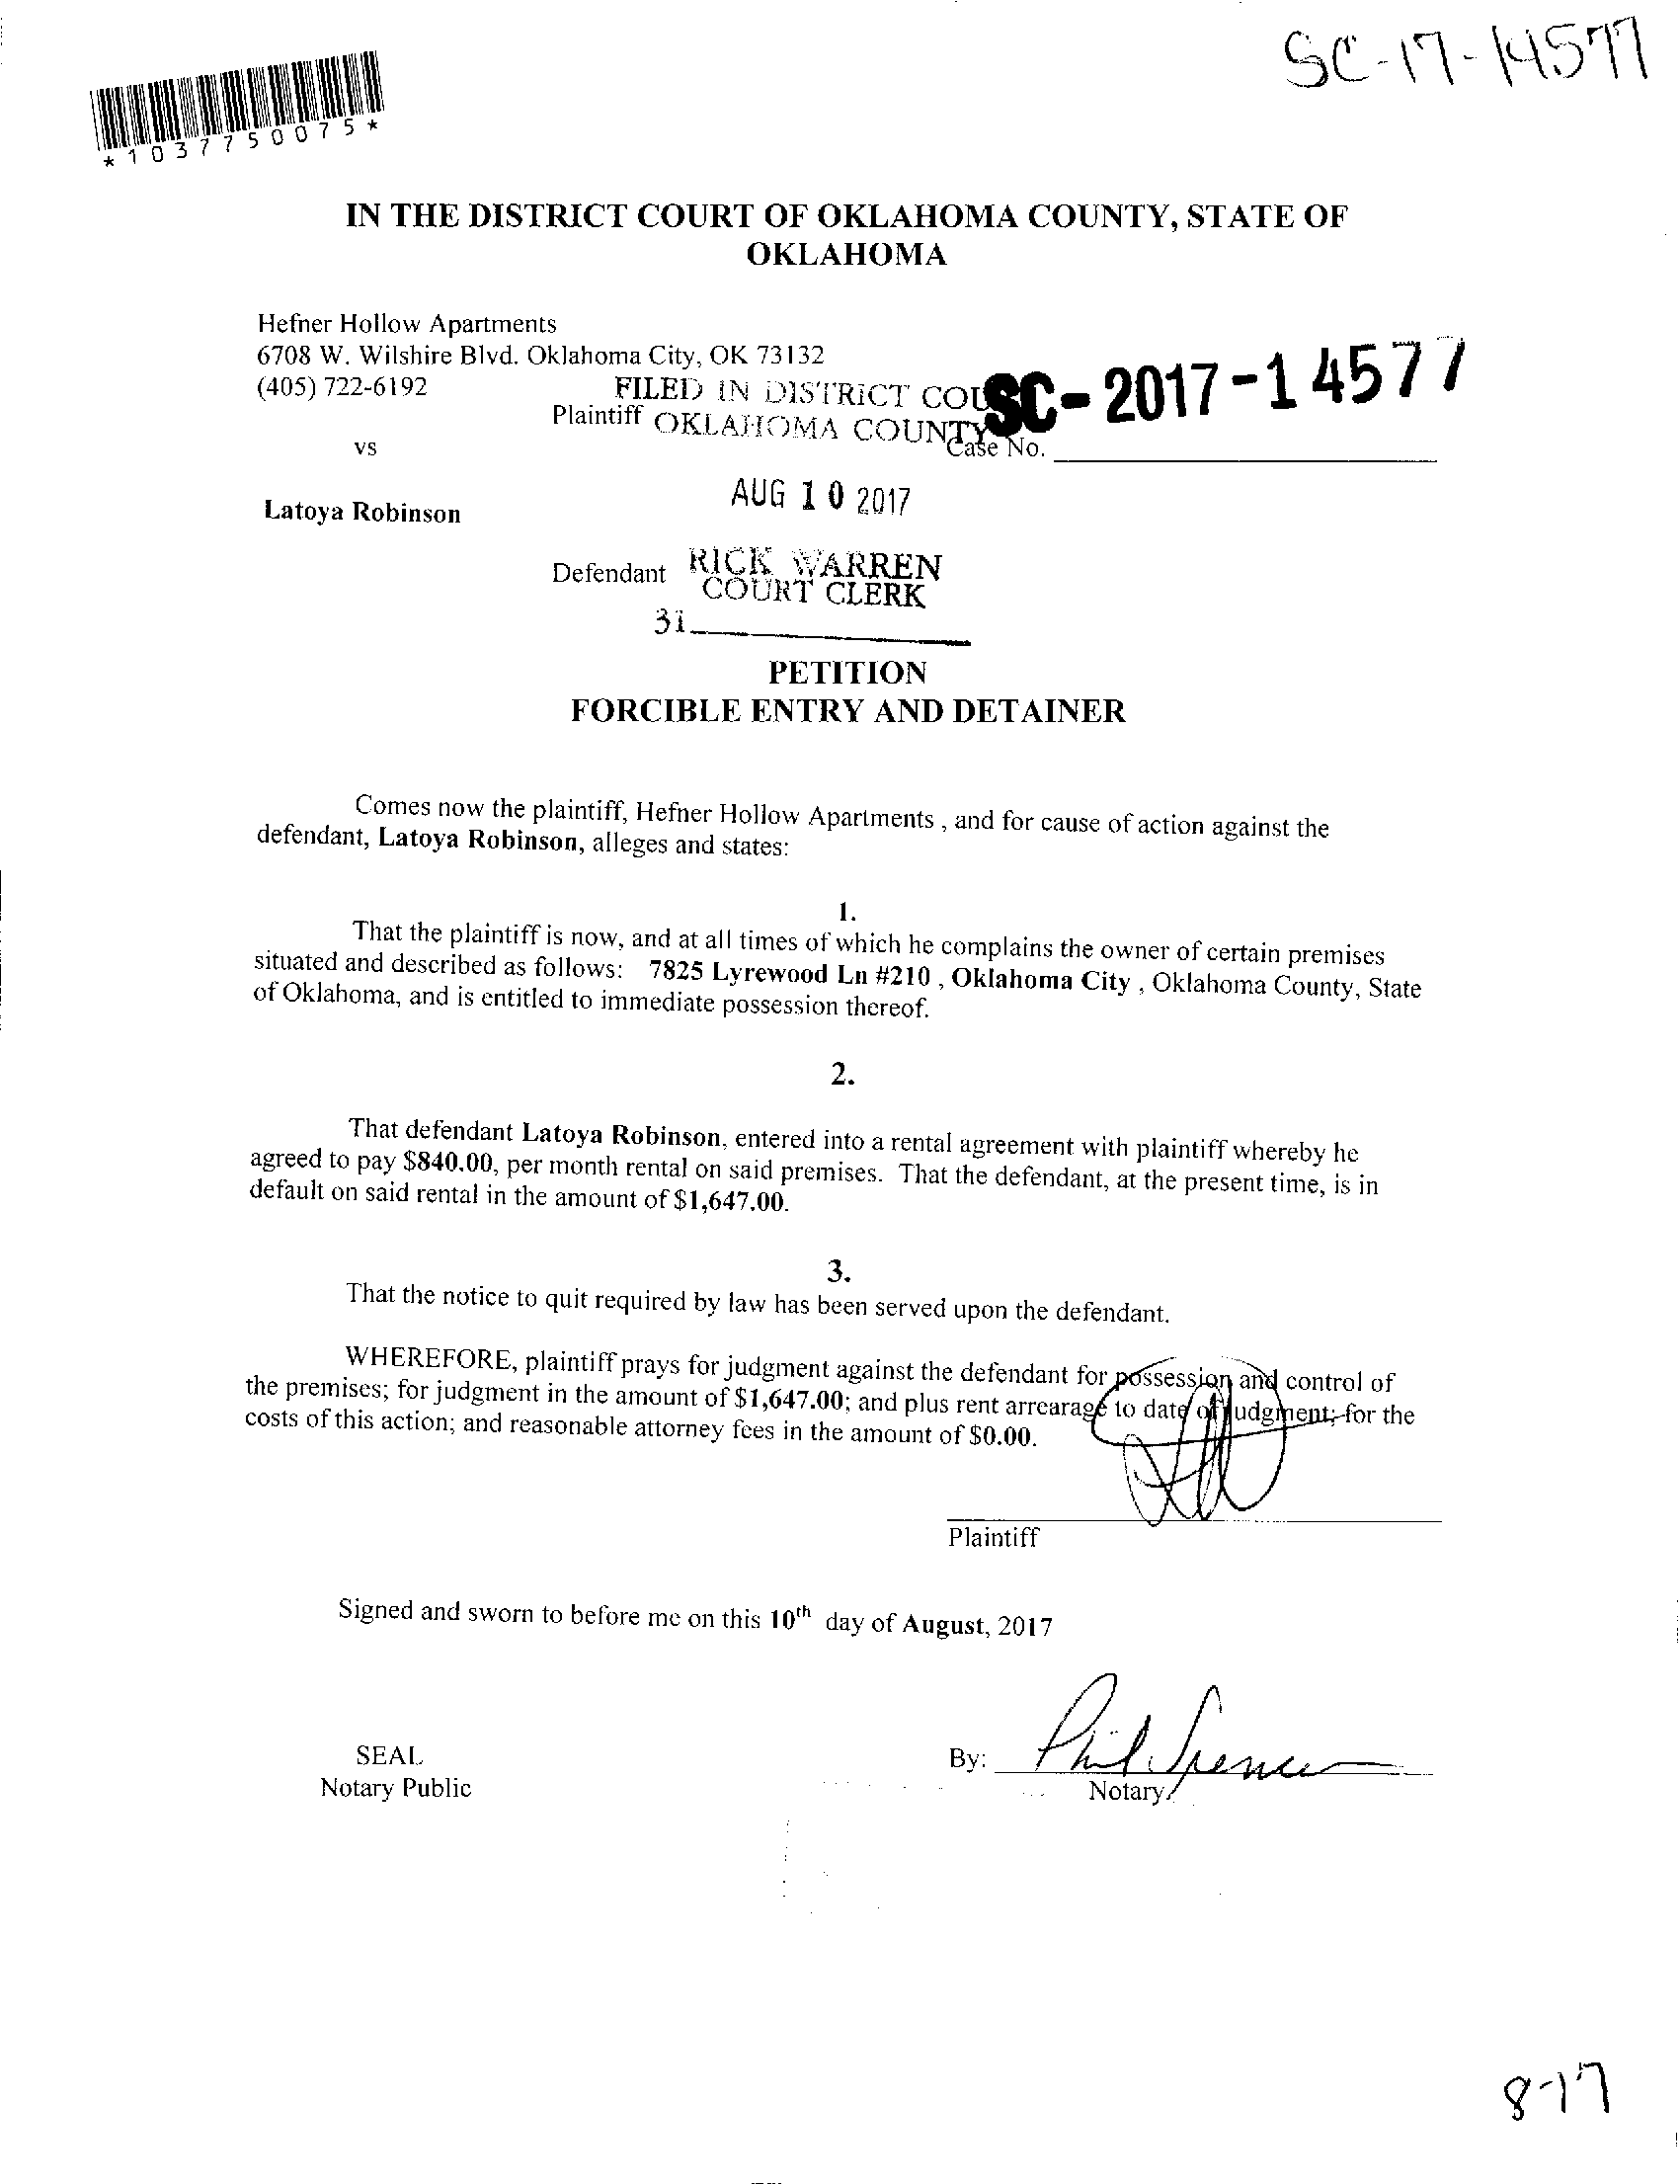 SC-17-14577
*1037750075*
IN THE DISTRICT COURT OF OKLAHOMA COUNTY, STATE OF
OKLAHOMA
Hefner Hollow Apartments
6708 W. Wilshire Blvd. Oklahoma City, OK 73132
(405) 722-6192
FILED IN DISTRICT COU
SC-2017-14577
Plaintiff
OKLAHOMA COUNTY
Case No.
vs
AUG 10 2017
Latoya Robinson
Defendant
RICK WARREN
COURT CLERK
31
PETITION
FORCIBLE ENTRY AND DETAINER
Comes now the plaintiff, Hefner Hollow Apartments , and for cause of action against the
defendant, Latoya Robinson, alleges and states:
1.
That the plaintiff is now, and at all times of which he complains the owner of certain premises
situated and described as follows: 7825 Lyrewood Ln #210 , Oklahoma City , Oklahoma County, State
of Oklahoma, and is entitled to immediate possession thereof.
2.
That defendant Latoya Robinson, entered into a rental agreement with plaintiff whereby he
agreed to pay $840.00, per month rental on said premises. That the defendant, at the present time, is in
default on said rental in the amount of $1,647.00.
3.
That the notice to quit required by law has been served upon the defendant.
WHEREFORE, plaintiff prays for judgment against the defendant for possession and control of
the premises; for judgment in the amount of $1,647.00; and plus rent arrearage to date of judgment; for the
costs of this action; and reasonable attorney fees in the amount of $0.00.
Plaintiff
Signed and sworn to before me on this 10th day of August, 2017
SEAL
Notary Public
By: Phil Spencer
Notary
8-17